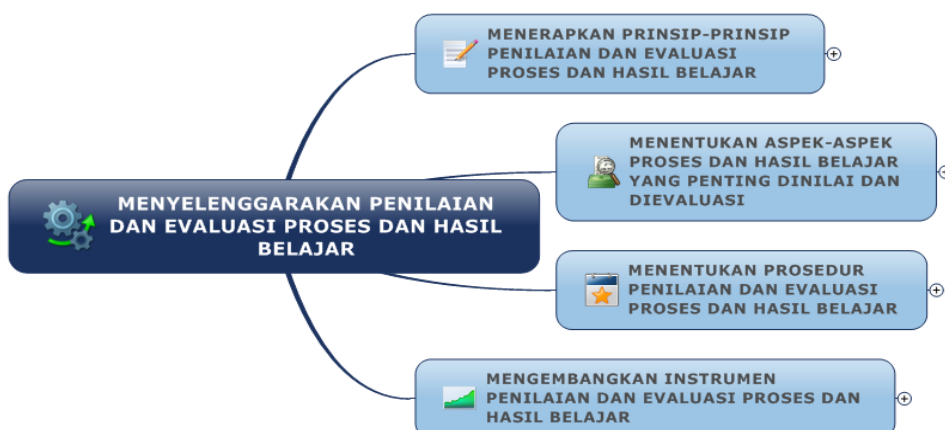 MENERAPKAN PRINSIP-PRINSIP
PENILAIAN DAN EVALUASI
PROSES DAN HASIL BELAJAR
MENENTUKAN ASPEK-ASPEK
PROSES DAN HASIL BELAJAR
YANG PENTING DINILAI DAN
DIEVALUASI
MENYELENGGARAKAN PENILAIAN
DAN EVALUASI PROSES DAN HASIL
BELAJAR
MENENTUKAN PROSEDUR
PENILAIAN DAN EVALUASI
PROSES DAN HASIL BELAJAR
MENGEMBANGKAN INSTRUMEN
PENILAIAN DAN EVALUASI PROSES DAN
HASIL BELAJAR